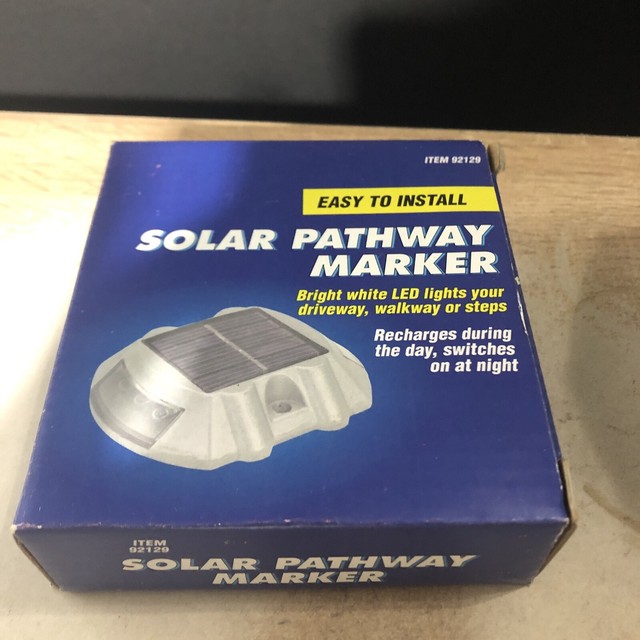 ITEM 92129
EASY TO INSTALL
SOLAR PATHWAY
MARKER
Bright white LED lights your
driveway, walkway or steps
Recharges during
the day, switches
on at night
ITEM
92129
SOLAR PATHWAY
MARKER